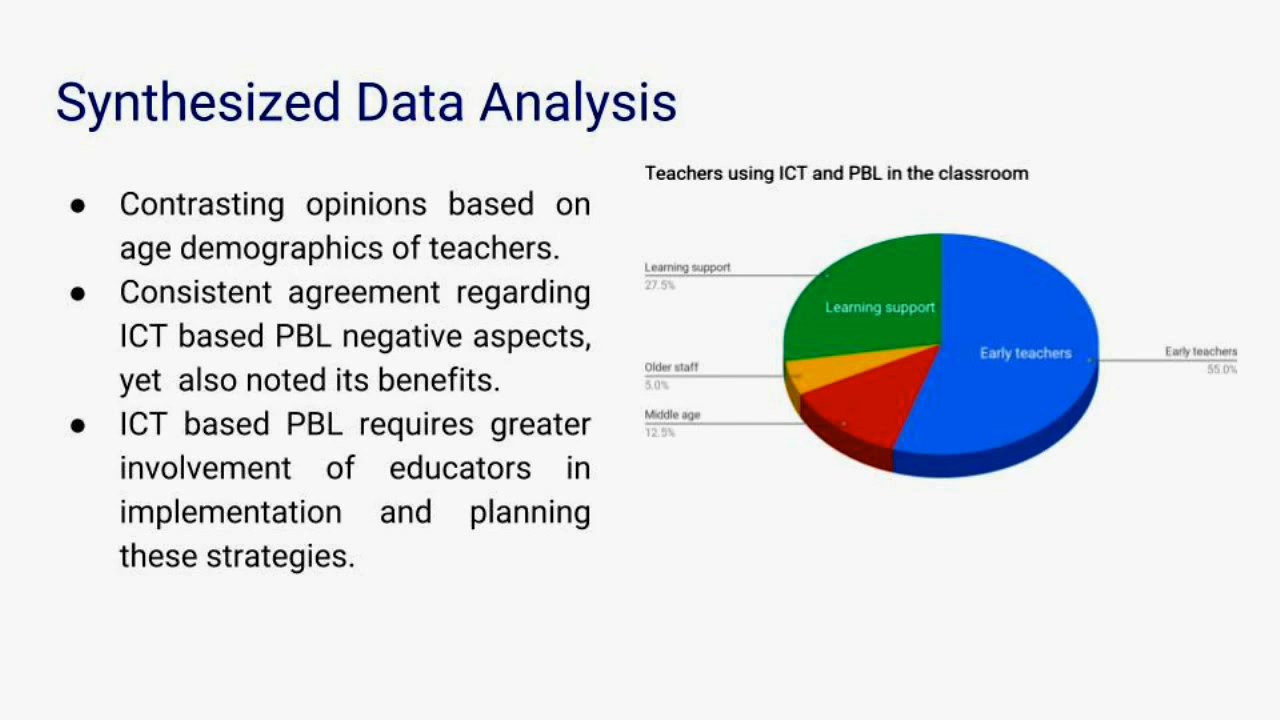 Synthesized Data Analysis
● Contrasting opinions based on
age demographics of teachers.
● Consistent agreement regarding
ICT based PBL negative aspects,
yet also noted its benefits.
● ICT based PBL requires greater
involvement of educators in
implementation and planning
these strategies.
Teachers using ICT and PBL in the classroom
Learning support
27.5%
Learning support
Older staff
5.0%
Middle age
12.5%
Early teachers
Early teachers
55.0%